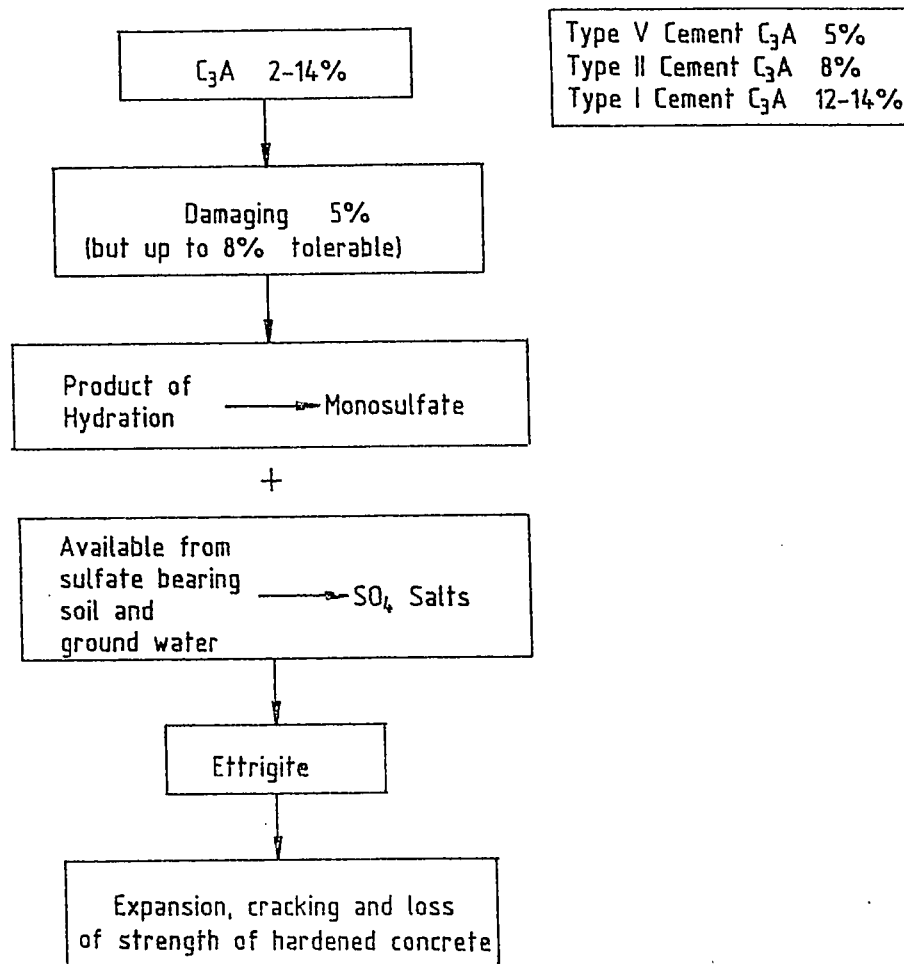 C₃A 2-14%
Type V Cement C₃A 5%
Type II Cement C₃A 8%
Type I Cement C₃A 12-14%
Damaging 5%
(but up to 8% tolerable)
Product of
Hydration
Monosulfate
+
Available from
sulfate bearing
soil and
ground water
SO₄ Salts
Ettrigite
Expansion, cracking and loss
of strength of hardened concrete